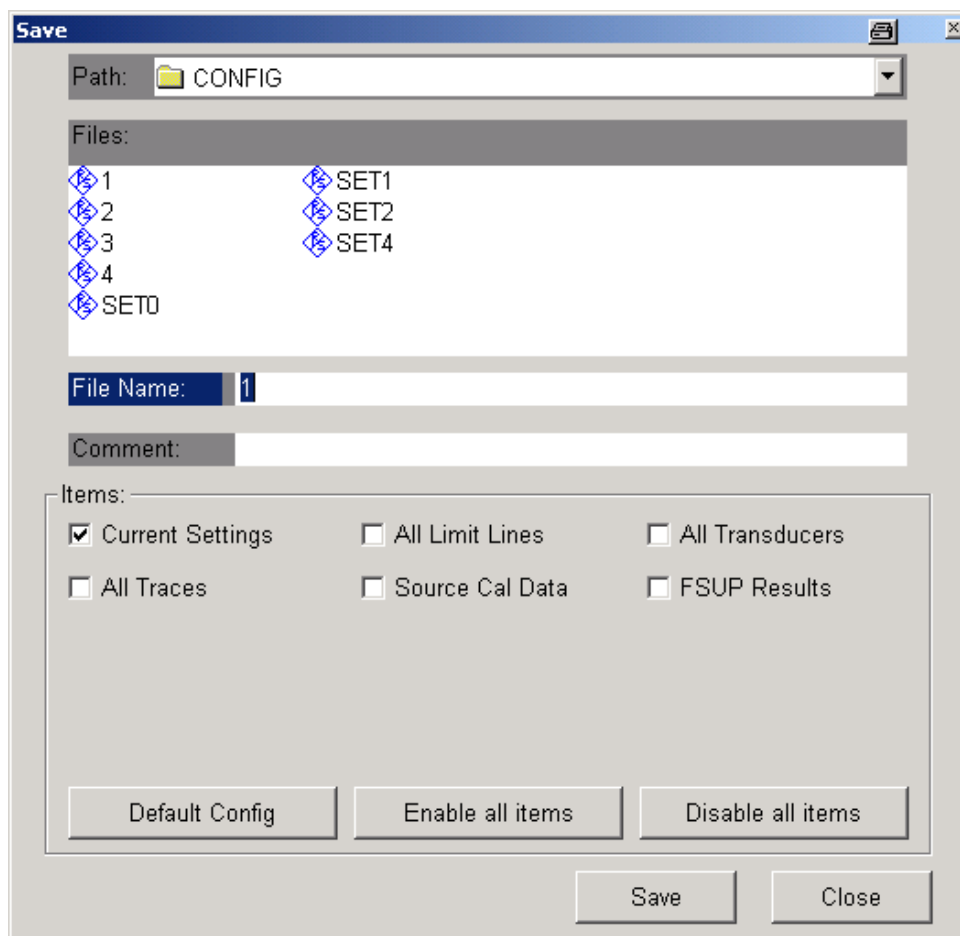 Save
Path: CONFIG
Files:
1 SET1
2 SET2
3 SET4
4
SET0
File Name: 1
Comment:
Items:
Current Settings All Limit Lines All Transducers
All Traces Source Cal Data FSUP Results
Default Config Enable all items Disable all items
Save Close